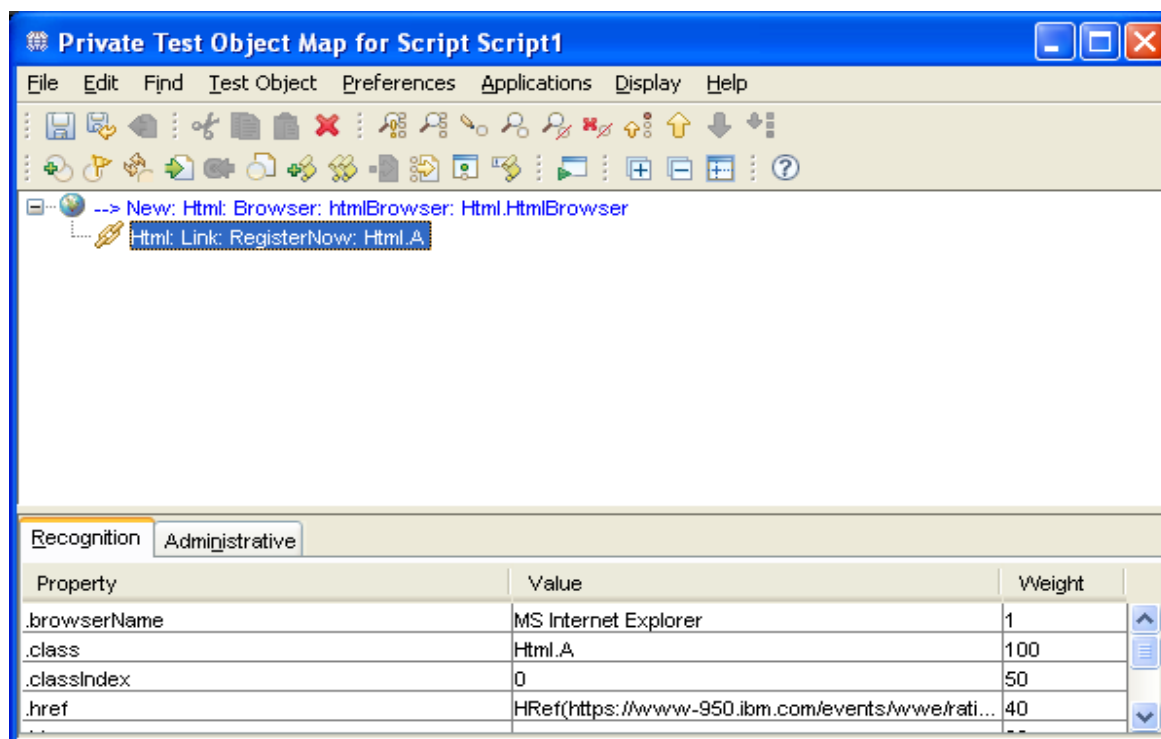 Private Test Object Map for Script Script1
File Edit Find Test Object Preferences Applications Display Help
--> New: Html: Browser: htmlBrowser: Html.HtmlBrowser
Html: Link: RegisterNow: Html.A
Recognition Administrative
Property Value Weight
.browserName MS Internet Explorer 1
.class Html.A 100
.classIndex 0 50
.href HRef(https://www-950.ibm.com/events/wwe/rati... 40